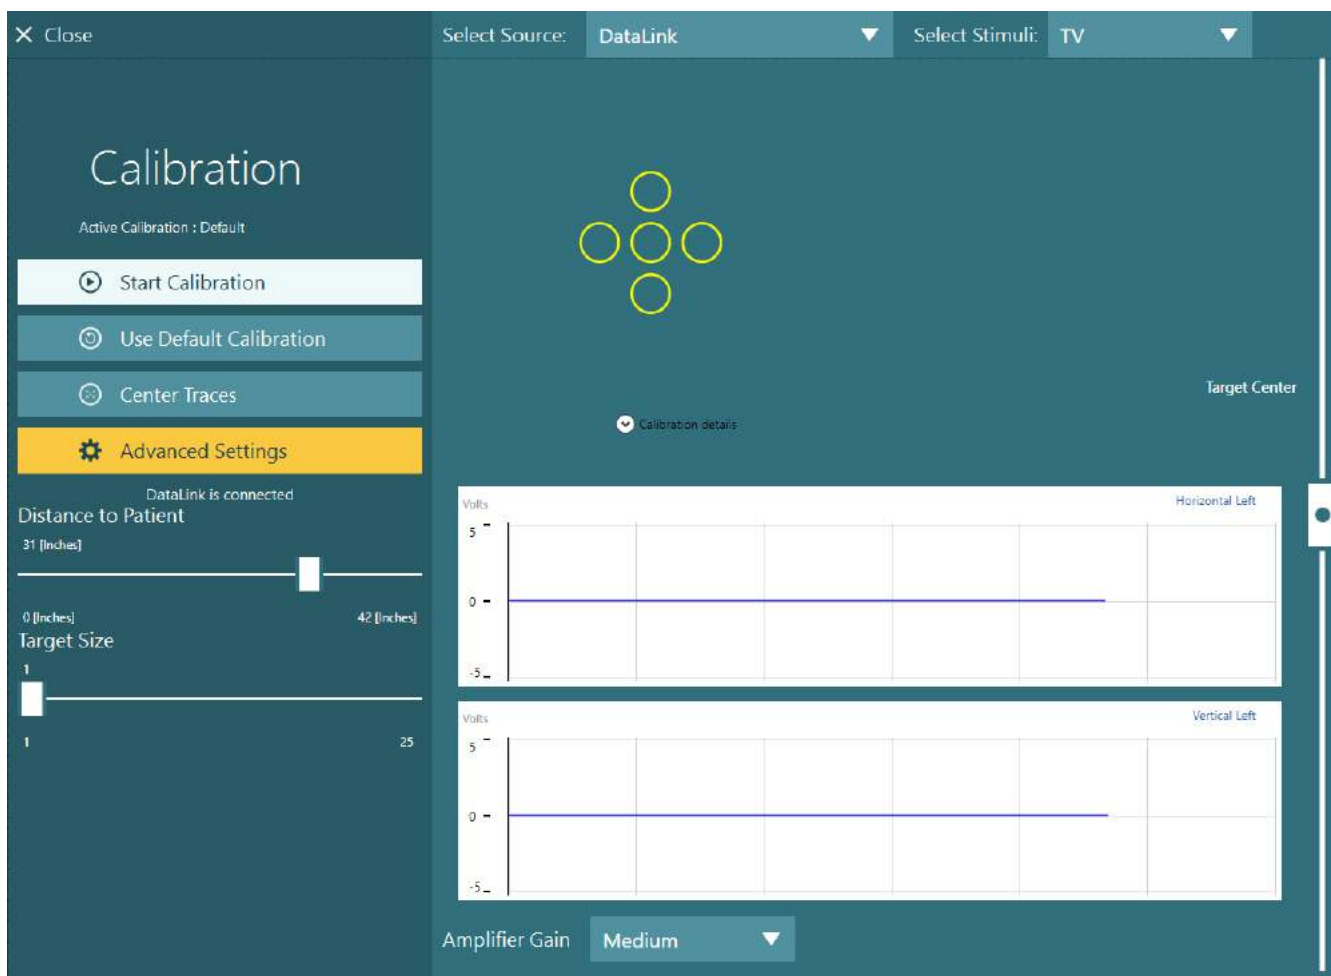 Close
Select Source: DataLink Select Stimuli: TV
Calibration
Active Calibration : Default
Start Calibration
Use Default Calibration
Center Traces
Advanced Settings
DataLink is connected
Distance to Patient
31 [Inches]
0 [Inches] 42 [Inches]
Target Size
1
1 25
Target Center
Calibration details
Volts Horizontal Left
5
0
-5
Volts Vertical Left
5
0
-5
Amplifier Gain Medium